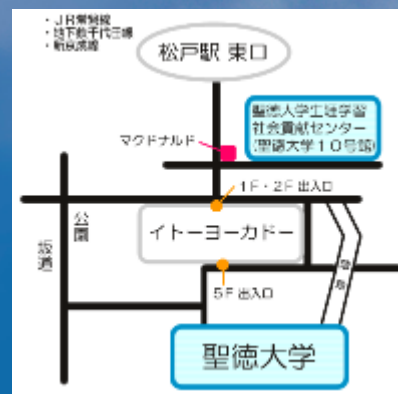 ・ＪＲ常磐線
・地下鉄千代田線
・新京成線
松戸駅 東口
聖徳大学生涯学習
社会貢献センター
(聖徳大学１０号館)
マクドナルド
１Ｆ・２Ｆ 出入口
公園
坂道
イトーヨーカドー
５Ｆ 出入口
聖徳大学